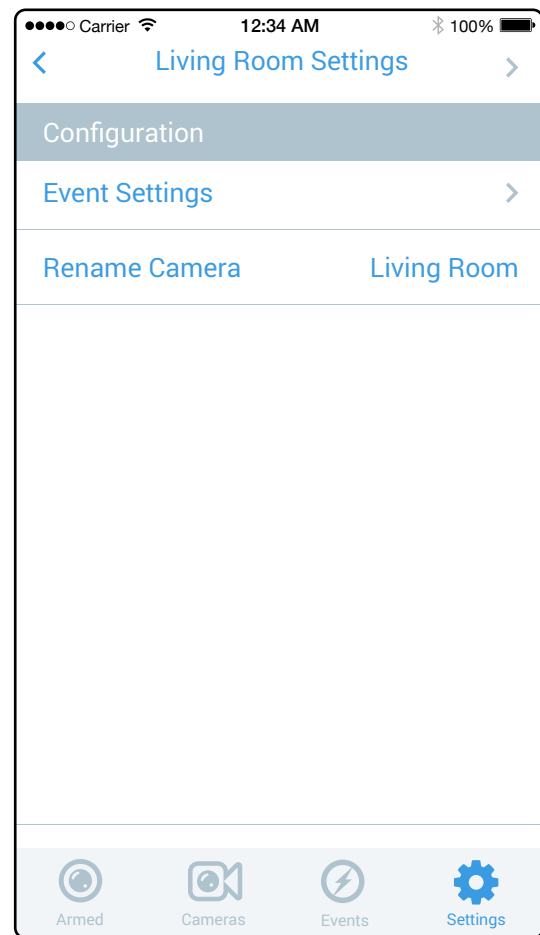 Carrier 12:34 AM 100%
Living Room Settings
Configuration
Event Settings
Rename Camera Living Room
Armed Cameras Events Settings